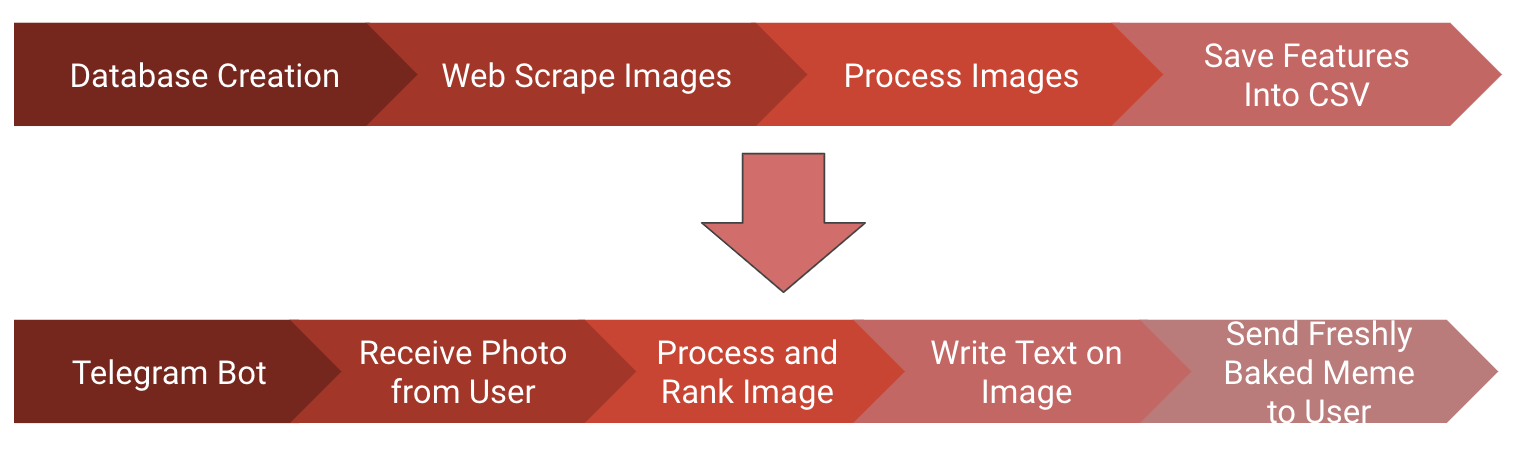 Database Creation
Web Scrape Images
Process Images
Save Features
Into CSV
Telegram Bot
Receive Photo
from User
Process and
Rank Image
Write Text on
Image
Send Freshly
Baked Meme
to User